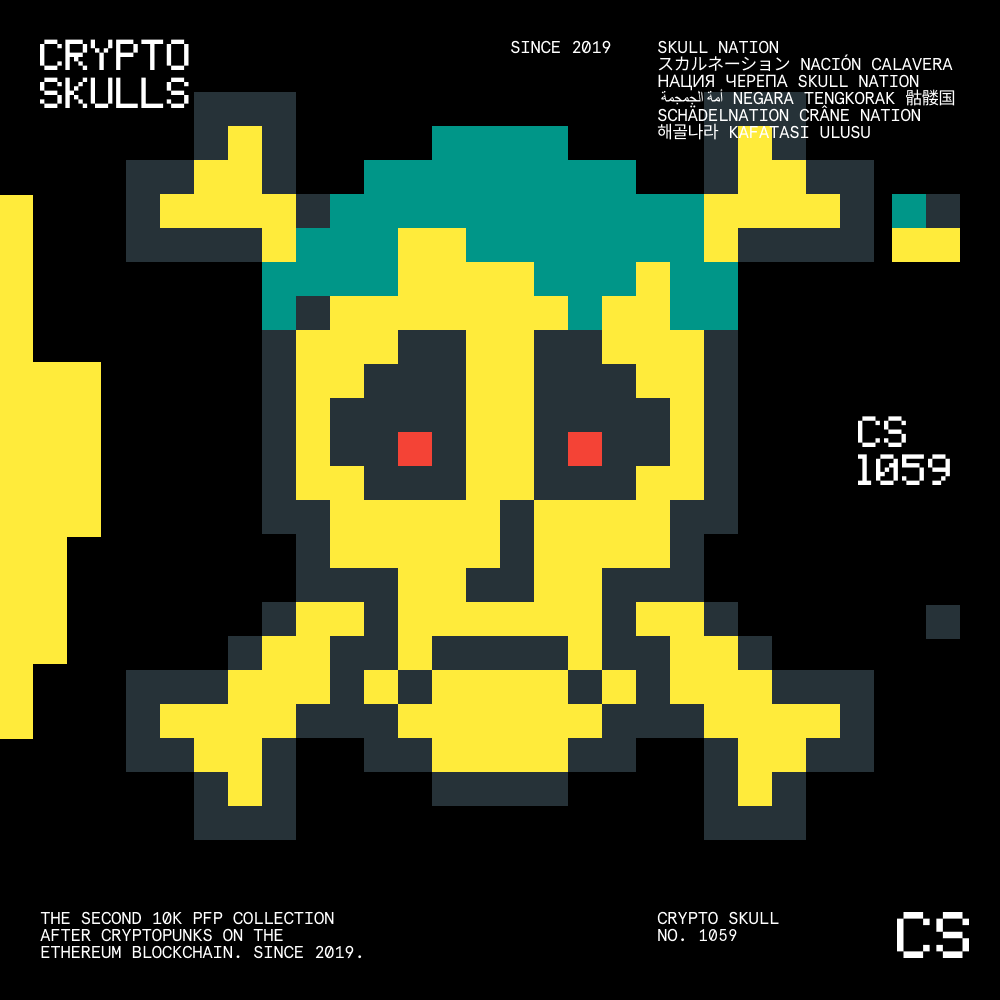 CRYPTO
SKULLS
SINCE 2019
SKULL NATION
スカルネーション NACIÓN CALAVERA
НАЦИЯ ЧЕРЕПА SKULL NATION
أمة الجمجمة NEGARA TENGKORAK 骷髅国
SCHÄDELNATION CRÂNE NATION
해골나라 KAFATASI ULUSU
CS
1059
THE SECOND 10K PFP COLLECTION
AFTER CRYPTOPUNKS ON THE
ETHEREUM BLOCKCHAIN. SINCE 2019.
CRYPTO SKULL
NO. 1059
CS